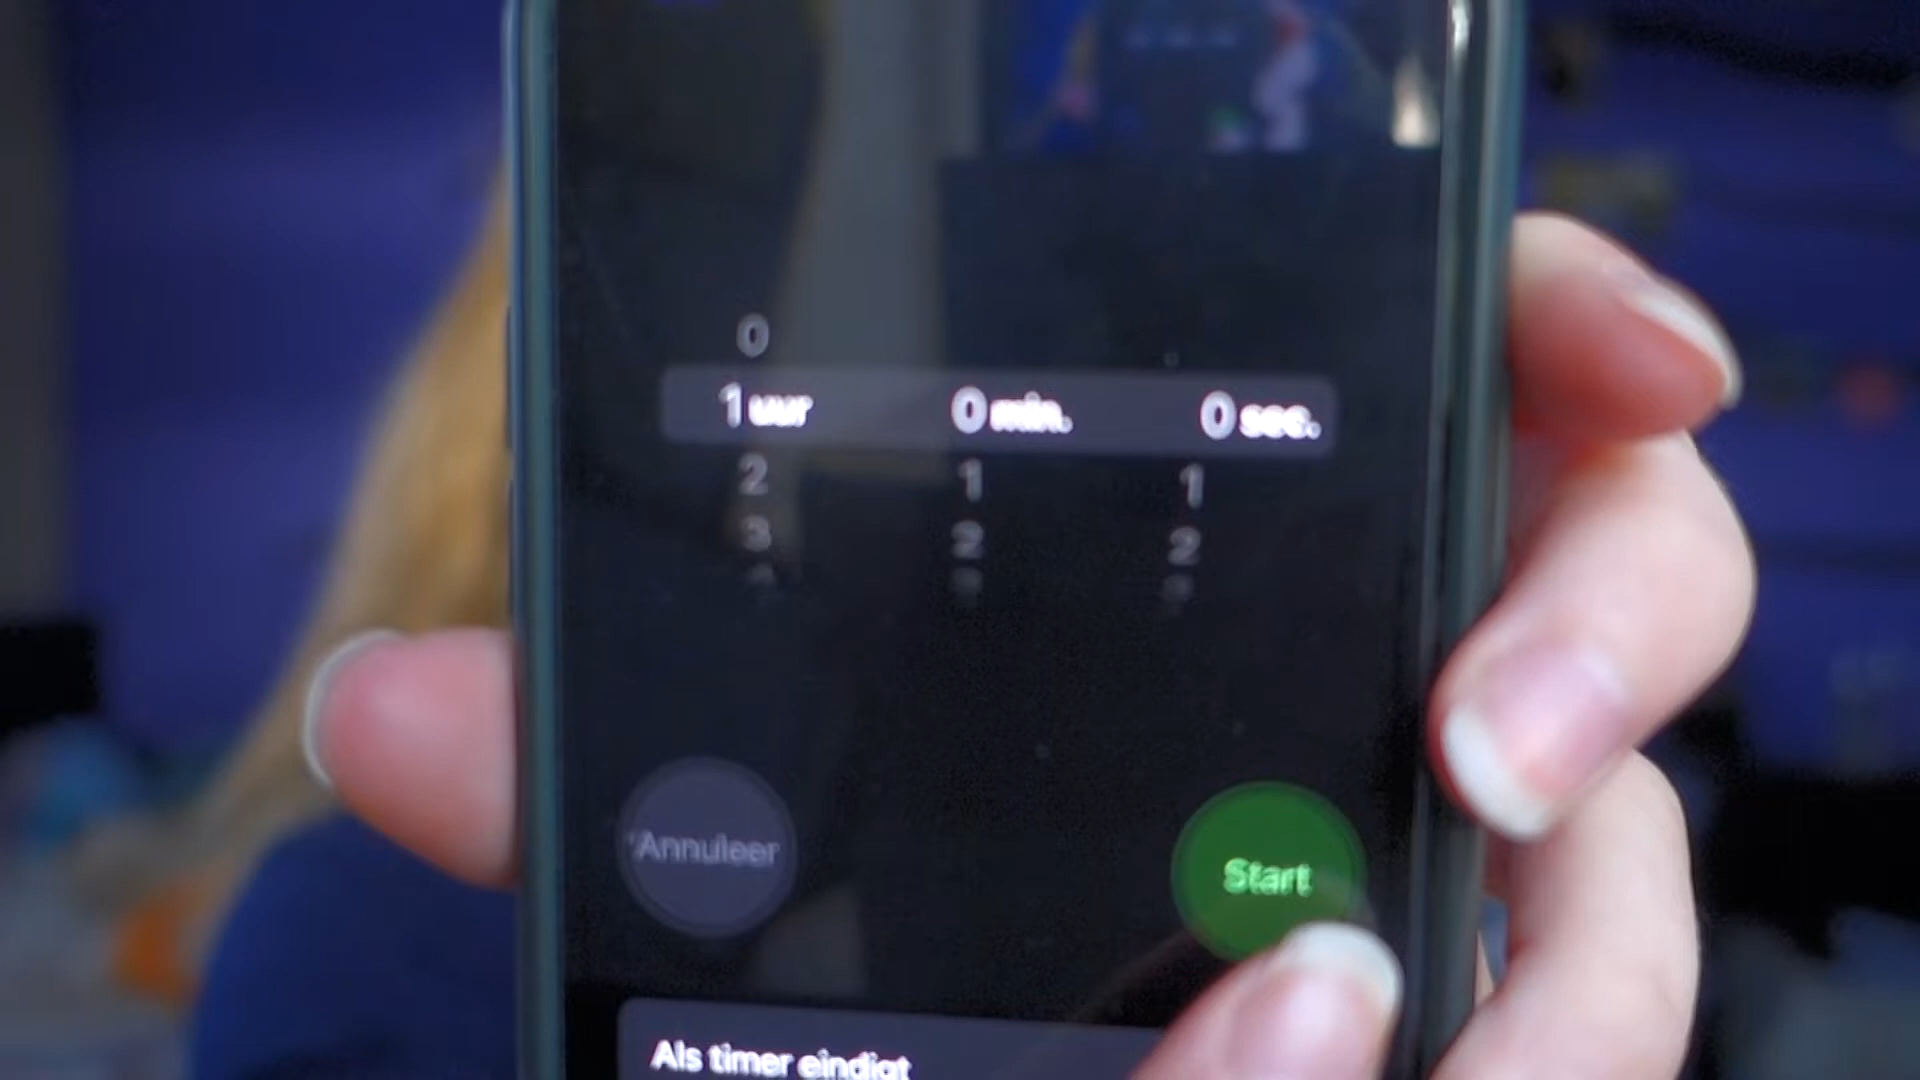 0
1 uur 0 min. 0 sec.
2 1 1
3 2 2
Annuleer Start
Als timer eindigt